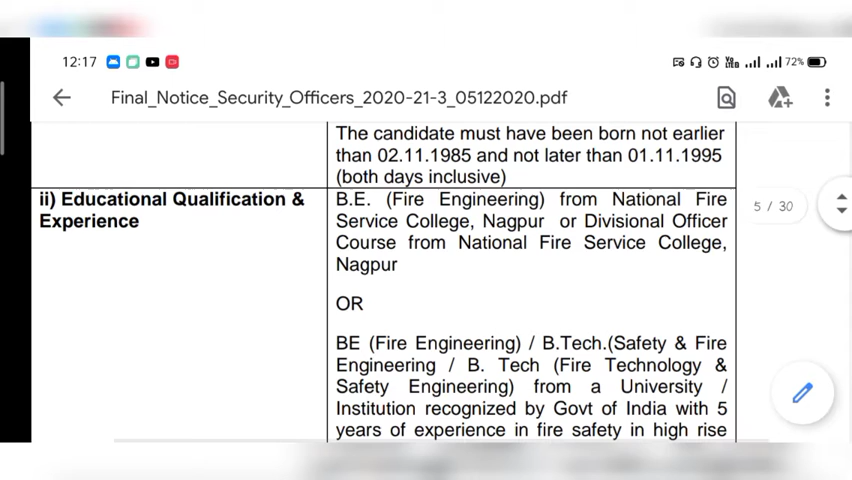 12:17
72%
Final_Notice_Security_Officers_2020-21-3_05122020.pdf
The candidate must have been born not earlier
than 02.11.1985 and not later than 01.11.1995
(both days inclusive)
ii) Educational Qualification &
Experience
B.E. (Fire Engineering) from National Fire
Service College, Nagpur or Divisional Officer
Course from National Fire Service College,
Nagpur
OR
BE (Fire Engineering) / B.Tech.(Safety & Fire
Engineering / B. Tech (Fire Technology &
Safety Engineering) from a University /
Institution recognized by Govt of India with 5
years of experience in fire safety in high rise
5 / 30